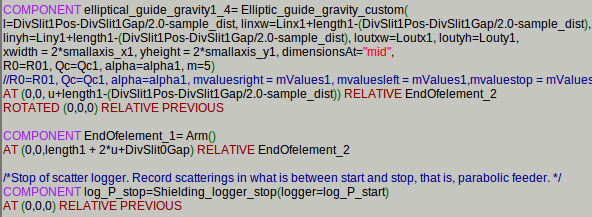 COMPONENT elliptical_guide_gravity1_4= Elliptic_guide_gravity_custom(
l=DivSlit1Pos-DivSlit1Gap/2.0-sample_dist, linxw=Linx1+length1-(DivSlit1Pos-DivSlit1Gap/2.0-sample_dist),
linyh=Liny1+length1-(DivSlit1Pos-DivSlit1Gap/2.0-sample_dist), loutxw=Loutx1, loutyh=Louty1,
xwidth = 2*smallaxis_x1, yheight = 2*smallaxis_y1, dimensionsAt="mid",
R0=R01, Qc=Qc1, alpha=alpha1, m=5)
//R0=R01, Qc=Qc1, alpha=alpha1, mvaluesright = mValues1, mvaluesleft = mValues1,mvaluestop = mValues
AT (0,0, u+length1-(DivSlit1Pos-DivSlit1Gap/2.0-sample_dist)) RELATIVE EndOfelement_2
ROTATED (0,0,0) RELATIVE PREVIOUS
COMPONENT EndOfelement_1= Arm()
AT (0,0,length1 + 2*u+DivSlit0Gap) RELATIVE EndOfelement_2
/*Stop of scatter logger. Record scatterings in what is between start and stop, that is, parabolic feeder. */
COMPONENT log_P_stop=Shielding_logger_stop(logger=log_P_start)
AT (0,0,0) RELATIVE PREVIOUS